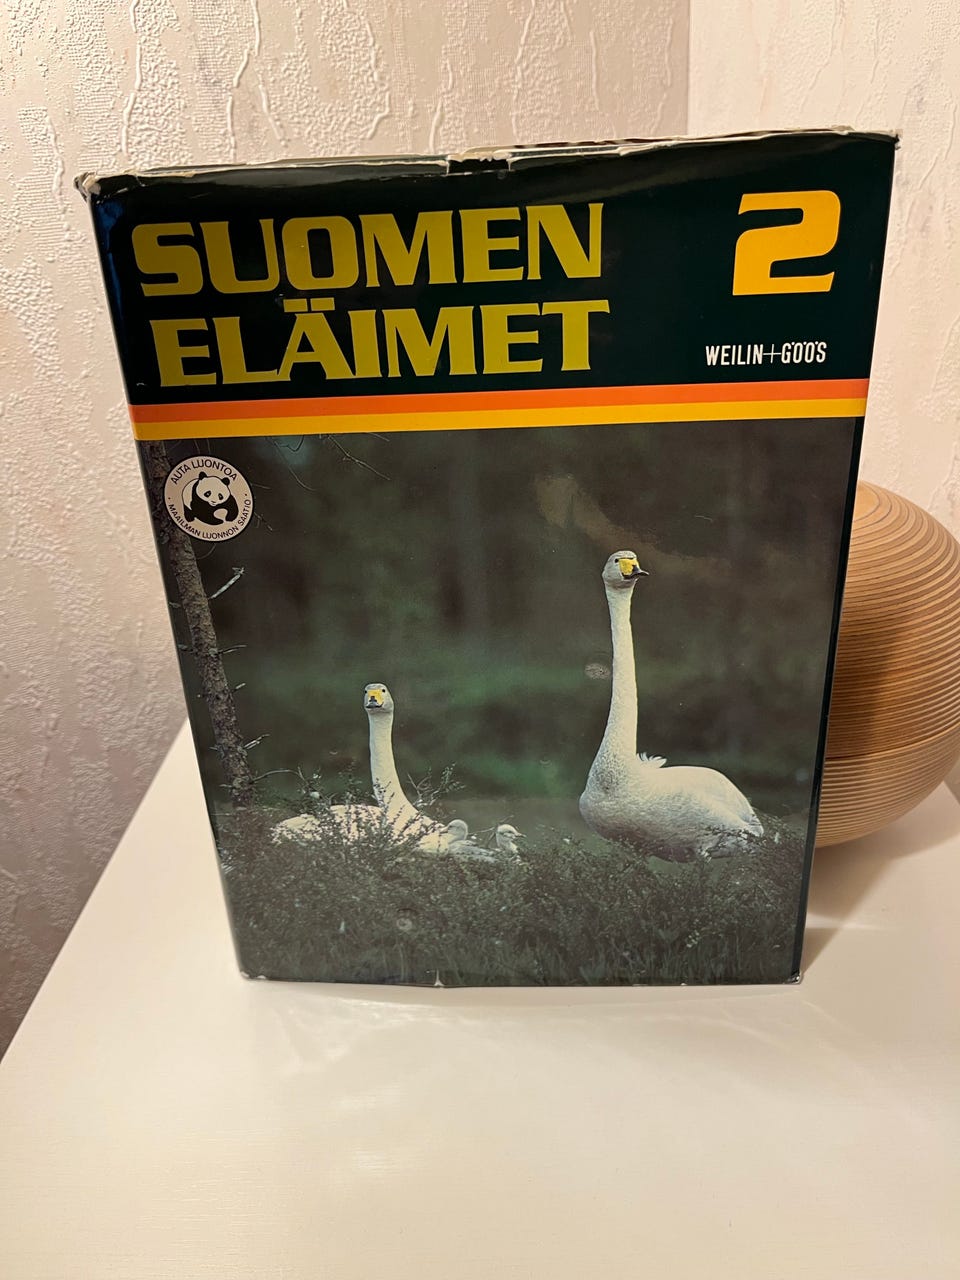 SUOMEN
ELÄIMET
2
WEILIN+GÖÖS
AUTA LUONTOA
· MAAILMAN LUONNON SÄÄTIÖ ·